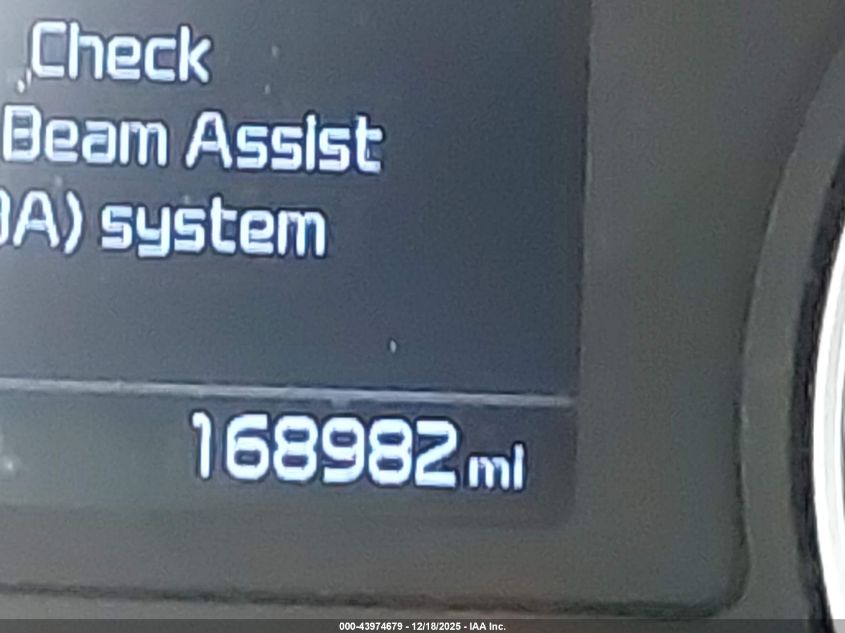 Check
Beam Assist
A) system
168982 mi
000-43974679 - 12/18/2025 - IAA Inc.